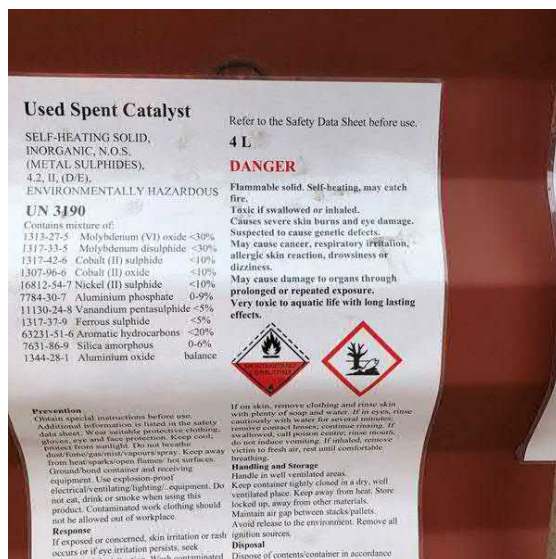 Used Spent Catalyst
SELF-HEATING SOLID,
INORGANIC, N.O.S.
(METAL SULPHIDES),
4.2, II, (D/E),
ENVIRONMENTALLY HAZARDOUS
UN 3190
Contains mixture of:
1313-27-5 Molybdenum (VI) oxide <30%
1317-33-5 Molybdenum disulphide <30%
1317-42-6 Cobalt (II) sulphide <10%
1307-96-6 Cobalt (II) oxide <10%
16812-54-7 Nickel (II) sulphide <10%
7784-30-7 Aluminium phosphate 0-9%
11130-24-8 Vanandium pentasulphide <5%
1317-37-9 Ferrous sulphide <5%
63231-51-6 Aromatic hydrocarbons <20%
7631-86-9 Silica amorphous 0-6%
1344-28-1 Aluminium oxide balance
Prevention
Obtain special instructions before use.
Additional information is listed in the safety
data sheet. Wear suitable protective clothing,
gloves, eye and face protection. Keep cool,
protect from sunlight. Do not breathe
dust/fume/gas/mist/vapours/spray. Keep away
from heat/sparks/open flames/ hot surfaces.
Ground/bond container and receiving
equipment. Use explosion-proof
electrical/ventilating/lighting/..equipment. Do
not eat, drink or smoke when using this
product. Contaminated work clothing should
not be allowed out of workplace.
Response
If exposed or concerned, skin irritation or rash
occurs or if eye irritation persists, seek
Refer to the Safety Data Sheet before use.
4 L
DANGER
Flammable solid. Self-heating, may catch
fire.
Toxic if swallowed or inhaled.
Causes severe skin burns and eye damage.
Suspected to cause genetic defects.
May cause cancer, respiratory irritation,
allergic skin reaction, drowsiness or
dizziness.
May cause damage to organs through
prolonged or repeated exposure.
Very toxic to aquatic life with long lasting
effects.
SPONTANEOUSLY
COMBUSTIBLE
If on skin, remove clothing and rinse skin
with plenty of soap and water. If in eyes, rinse
cautiously with water for several minutes,
remove contact lenses; continue rinsing. If
swallowed, call poison centre, rinse mouth,
do not induce vomiting. If inhaled, remove
victim to fresh air, rest until comfortable
breathing.
Handling and Storage
Handle in well ventilated areas.
Keep container tightly closed in a dry, well
ventilated place. Keep away from heat. Store
locked up, away from other materials.
Maintain air gap between stacks/pallets.
Avoid release to the environment. Remove all
ignition sources.
Disposal
Dispose of contents/container in accordance